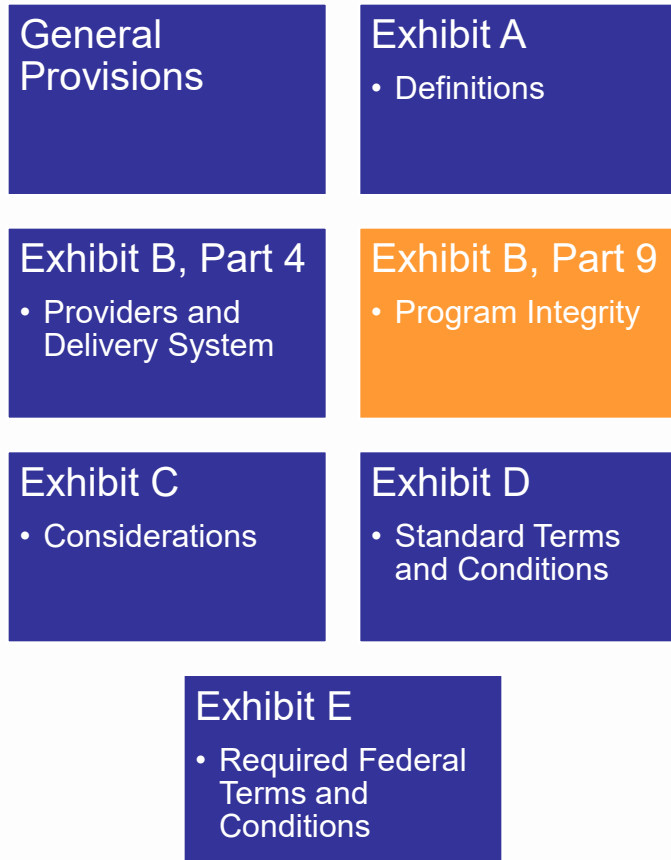 General
Provisions
Exhibit A
• Definitions
Exhibit B, Part 4
• Providers and
Delivery System
Exhibit B, Part 9
• Program Integrity
Exhibit C
• Considerations
Exhibit D
• Standard Terms
and Conditions
Exhibit E
• Required Federal
Terms and
Conditions